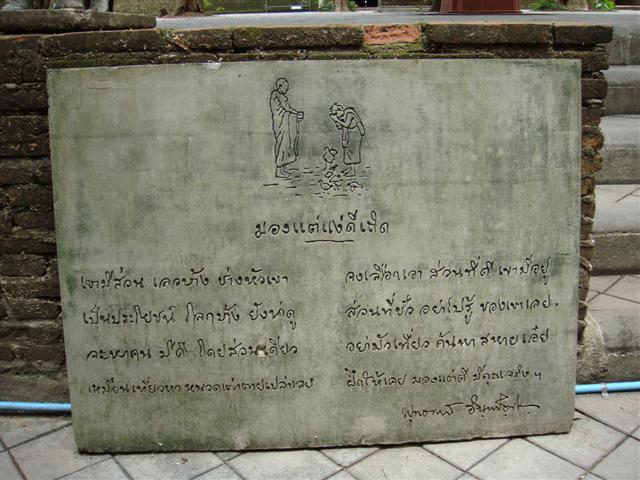 มองแต่แง่ดีเถิด
เขามีส่วน เลวบ้าง ช่างหัวเขา จงเลือกเอา ส่วนที่ดี เขามีอยู่
เป็นประโยชน์ โลกบ้าง ยังน่าดู ส่วนที่ชั่ว อย่าไปรู้ ของเขาเลย.
จะหาคน มีดี โดยส่วนเดียว อย่ามัวเที่ยว ค้นหา สหายเอ๋ย
เหมือนเที่ยวหา หนวดเต่าตายเปล่าเลย ฝึกให้เคย มองแต่ดี มีคุณจริง ๆ
พุทธทาส อินทปัญโญ